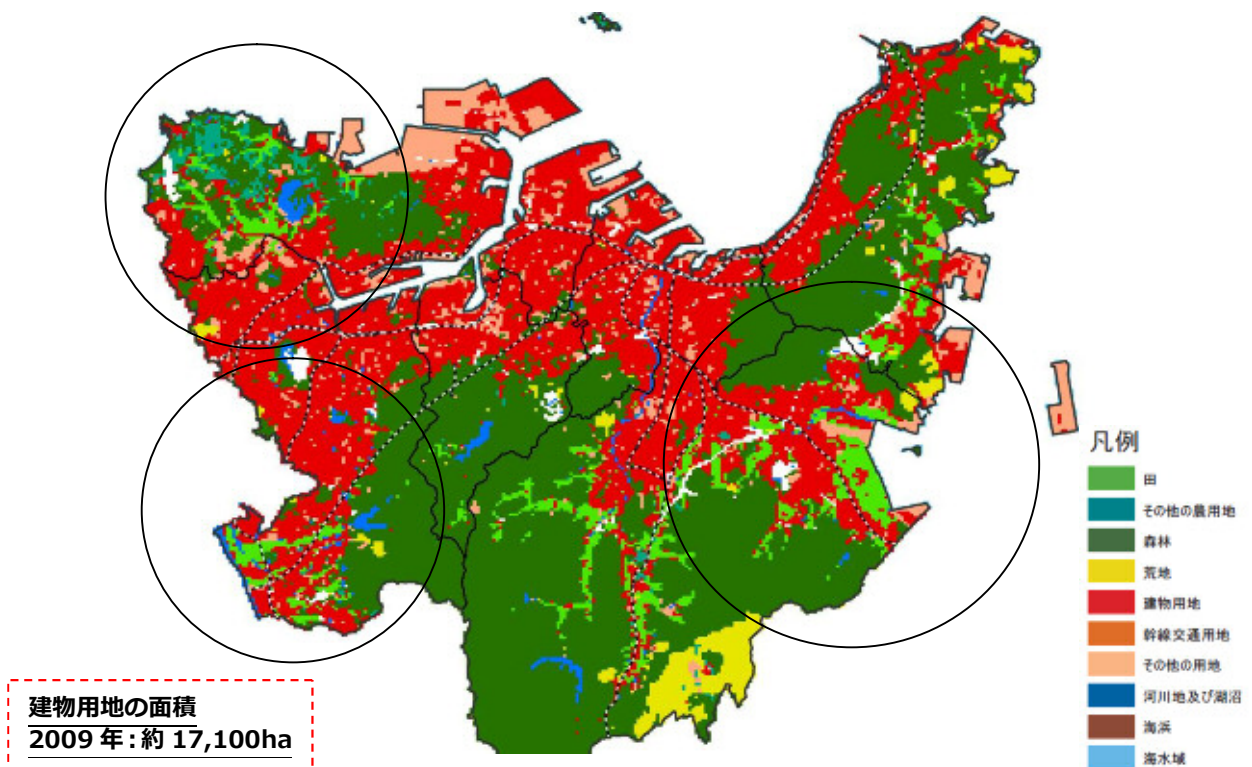 凡例
田
その他の農用地
森林
荒地
建物用地
幹線交通用地
その他の用地
河川地及び湖沼
海浜
海水域
建物用地の面積
2009 年：約 17,100ha